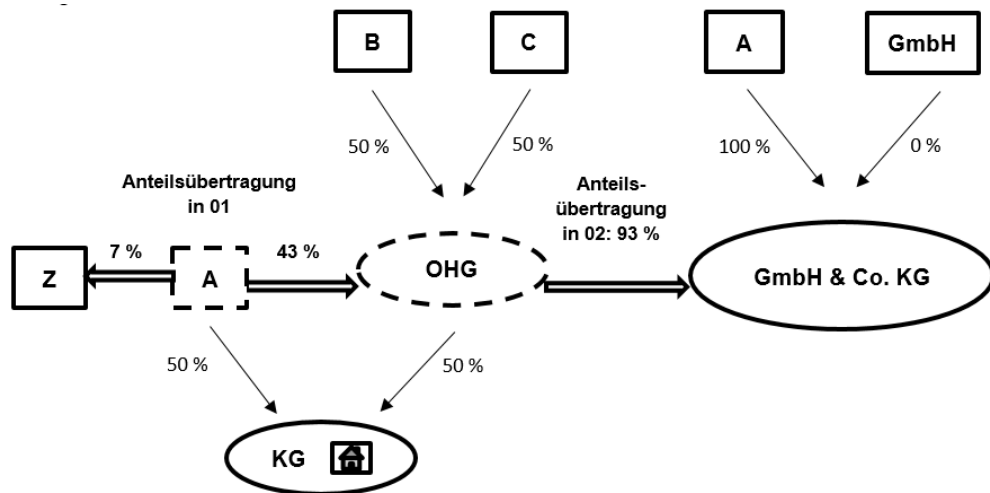 B
C
A
GmbH
50 %
50 %
100 %
0 %
Anteilsübertragung
in 01
Anteils-
übertragung
in 02: 93 %
Z
7 %
A
43 %
OHG
GmbH & Co. KG
50 %
50 %
KG